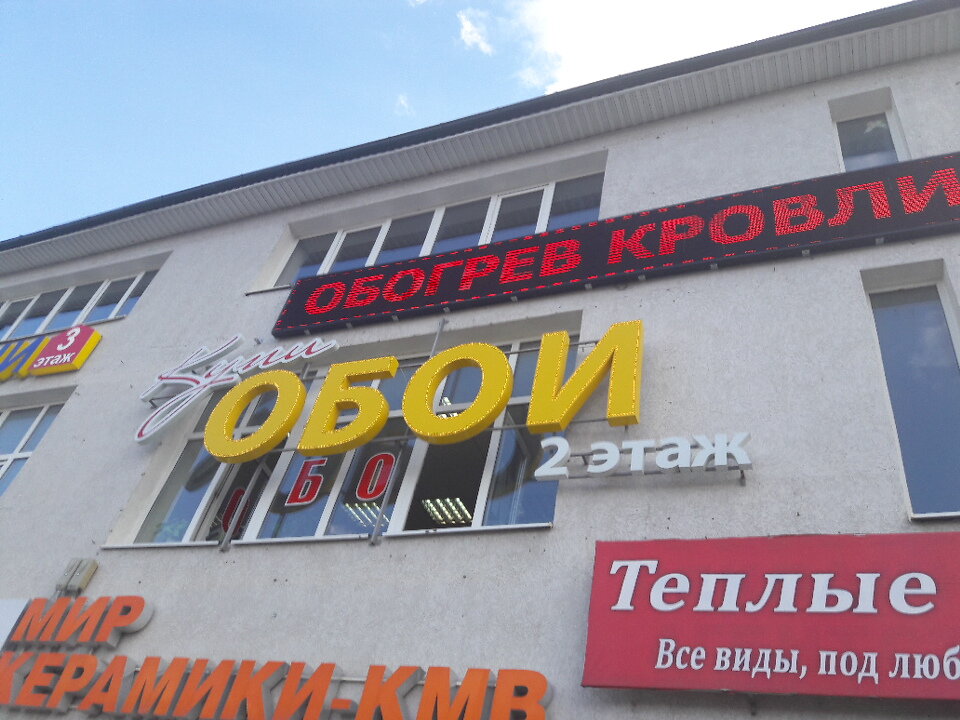 ОБОГРЕВ КРОВЛИ
3
этаж
Купи
ОБОИ
2 этаж
Теплые
Все виды, под люб
МИР
КЕРАМИКИ-КМВ